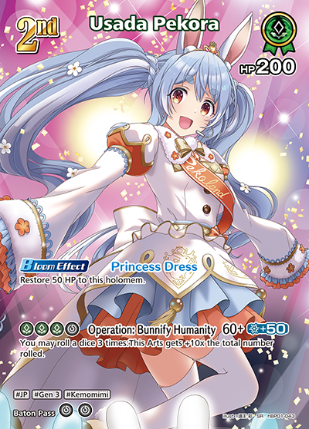 2nd
Usada Pekora
HP200
Pekoland
Bloom Effect Princess Dress
Restore 50 HP to this holomem.
Operation: Bunnify Humanity 60+ +50
You may roll a dice 3 times:This Arts gets +10x the total number
rolled.
#JP #Gen 3 #Kemomimi
Baton Pass